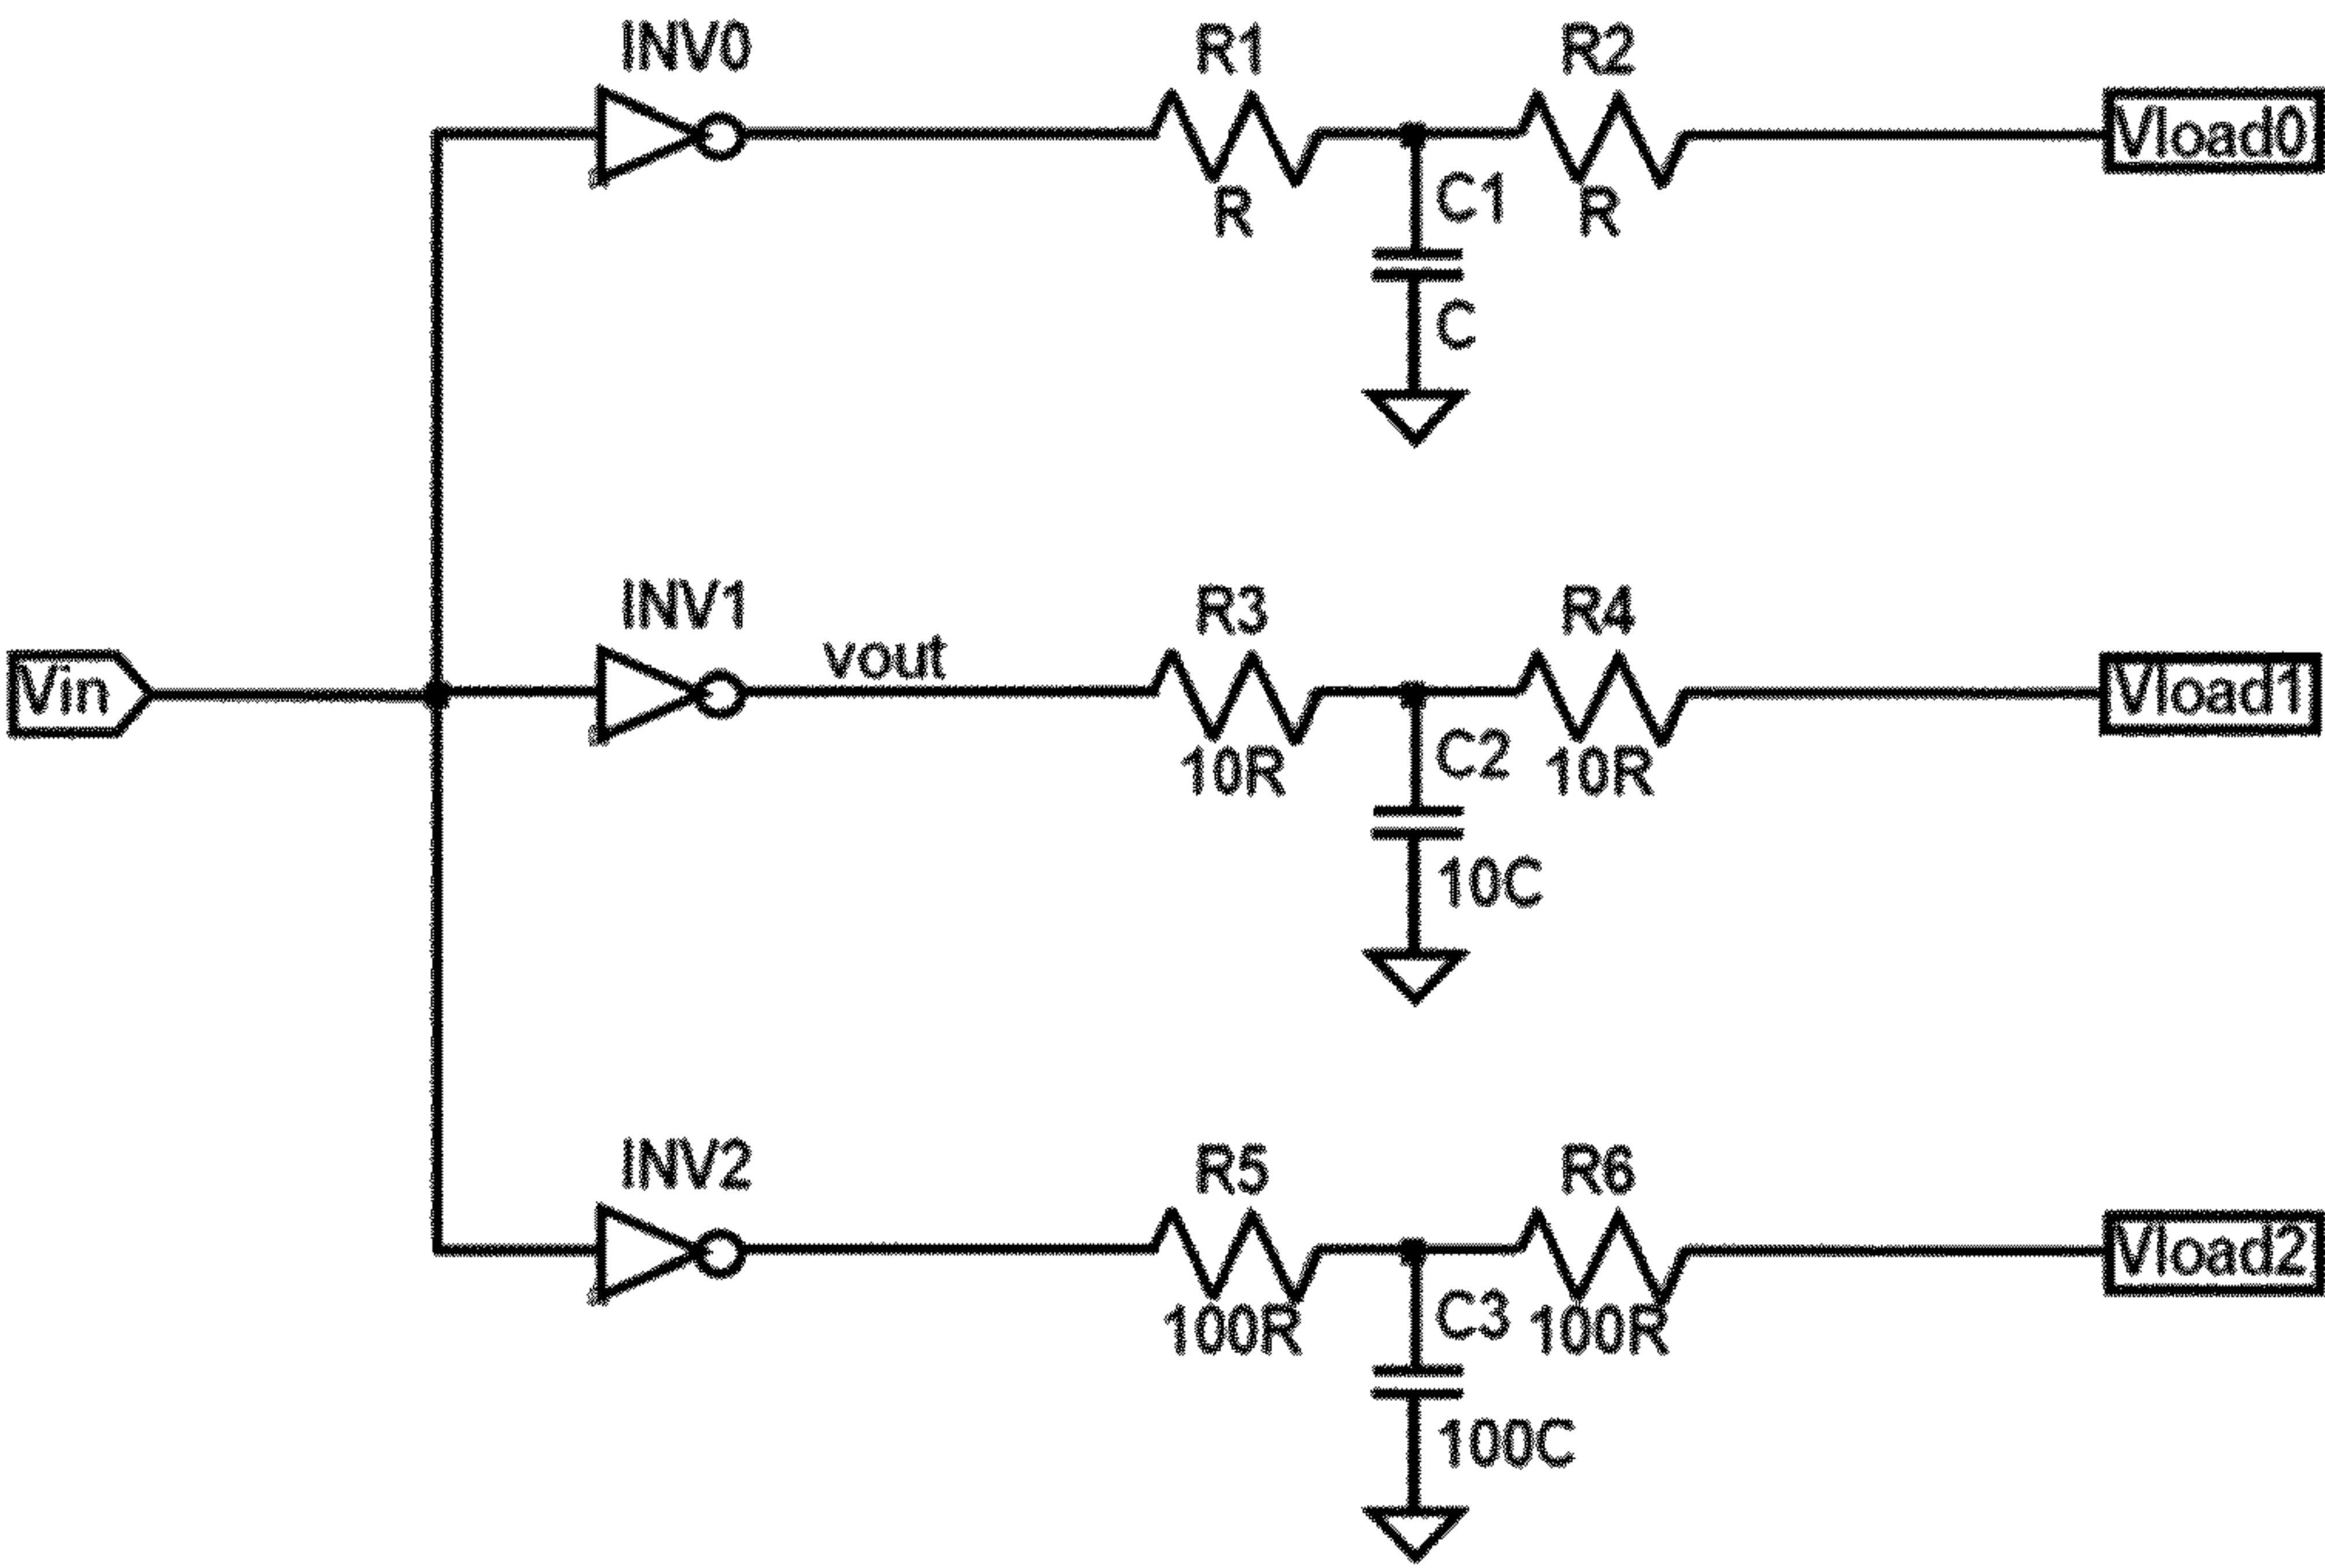 INV0
R1
R2
Vload0
R
C1
R
C
INV1
vout
R3
R4
Vin
Vload1
10R
C2
10R
10C
INV2
R5
R6
Vload2
100R
C3
100R
100C